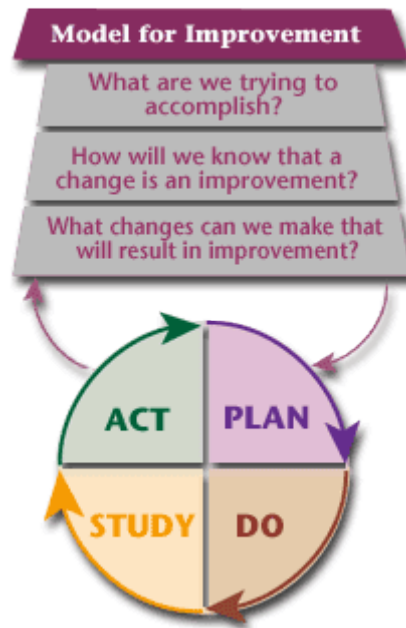 Model for Improvement
What are we trying to
accomplish?
How will we know that a
change is an improvement?
What changes can we make that
will result in improvement?
ACT
PLAN
STUDY
DO